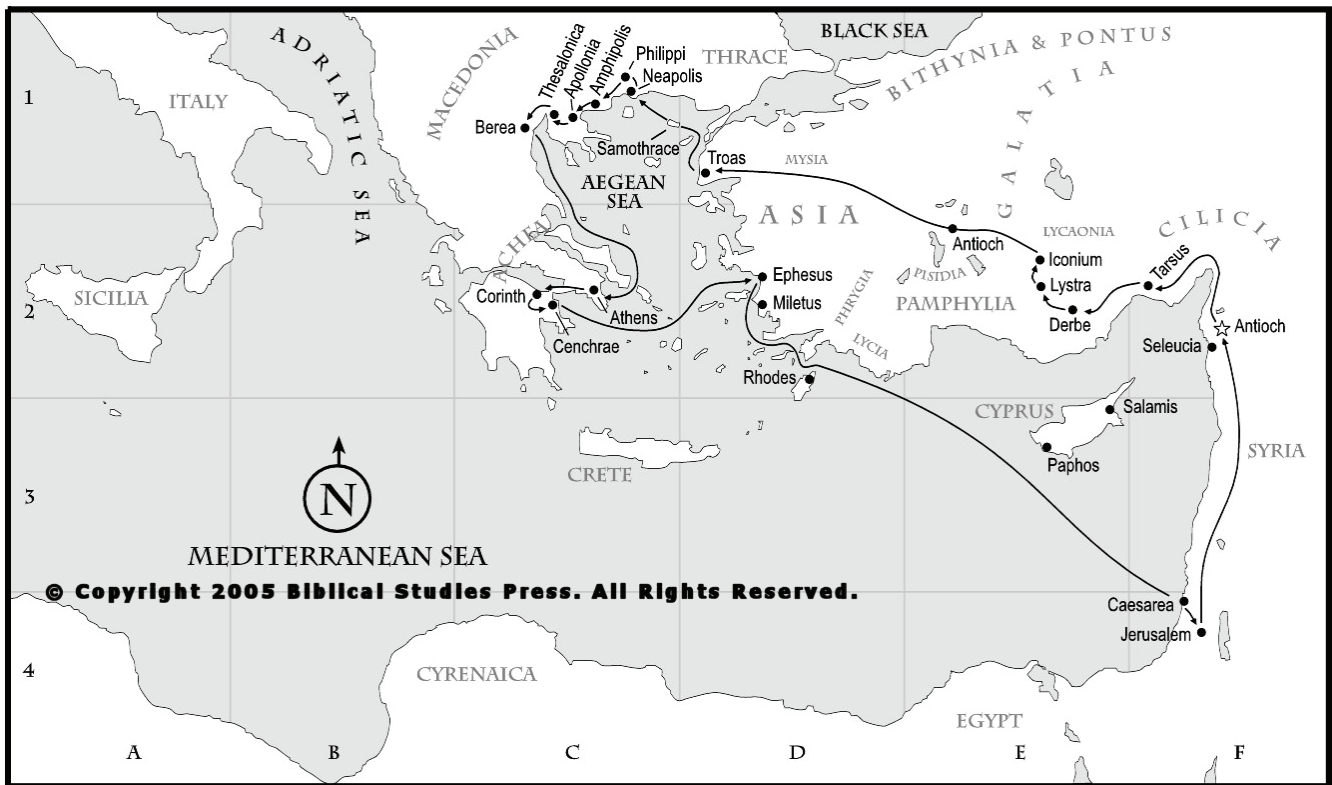 ADRIATIC SEA
MACEDONIA
Thesalonica
Apollonia
Amphipolis
Philippi
Neapolis
THRACE
BLACK SEA
BITHYNIA & PONTUS
1
ITALY
Berea
Samothrace
Troas
MYSIA
GALATIA
AEGEAN
SEA
ASIA
ACHEA
Antioch
LYCAONIA
CILICIA
Iconium
Tarsus
PISIDIA
SICILIA
Corinth
Ephesus
PHRYGIA
Lystra
2
Miletus
PAMPHYLIA
Athens
Derbe
Antioch
Cenchrae
LYCIA
Seleucia
Rhodes
CYPRUS
Salamis
SYRIA
Paphos
CRETE
3
N
MEDITERRANEAN SEA
© Copyright 2005 Biblical Studies Press. All Rights Reserved.
Caesarea
Jerusalem
4
CYRENAICA
EGYPT
A B C D E F